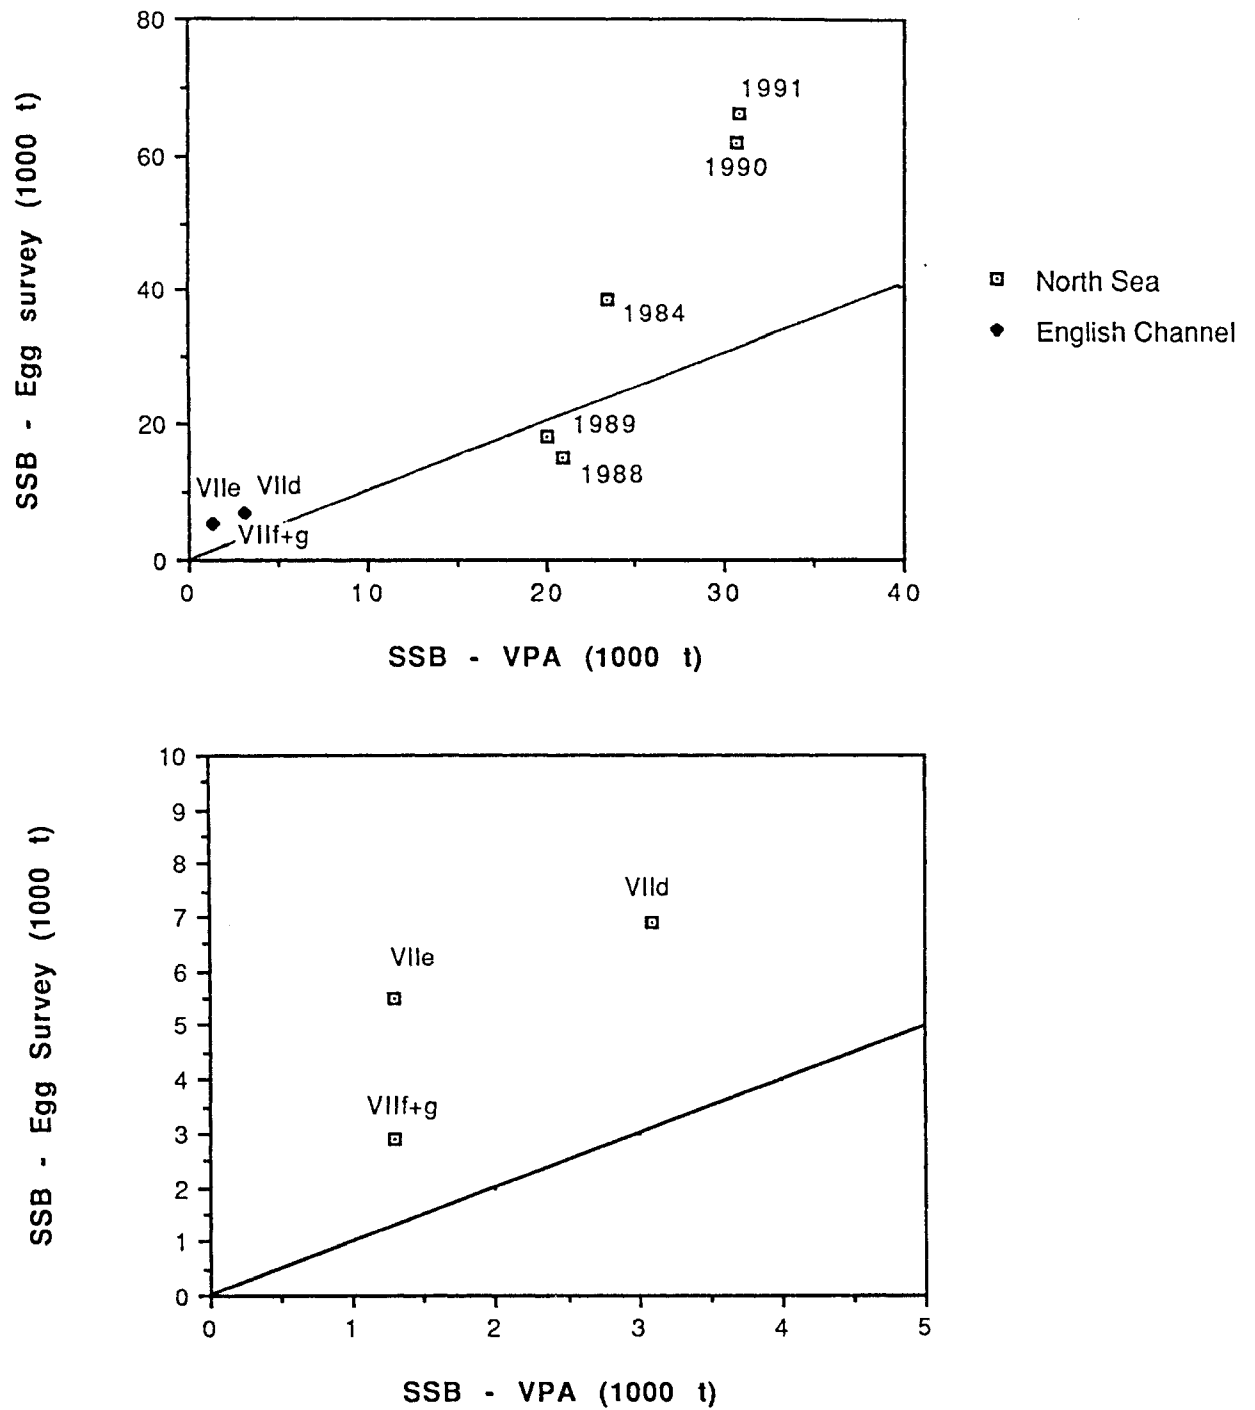 80
60
40
20
0
SSB - Egg survey (1000 t)
1991
1990
1984
1989
1988
VIIe VIId
VIIf+g
0 10 20 30 40
SSB - VPA (1000 t)
North Sea
English Channel
10
9
8
7
6
5
4
3
2
1
0
SSB - Egg Survey (1000 t)
VIId
VIIe
VIIf+g
0 1 2 3 4 5
SSB - VPA (1000 t)